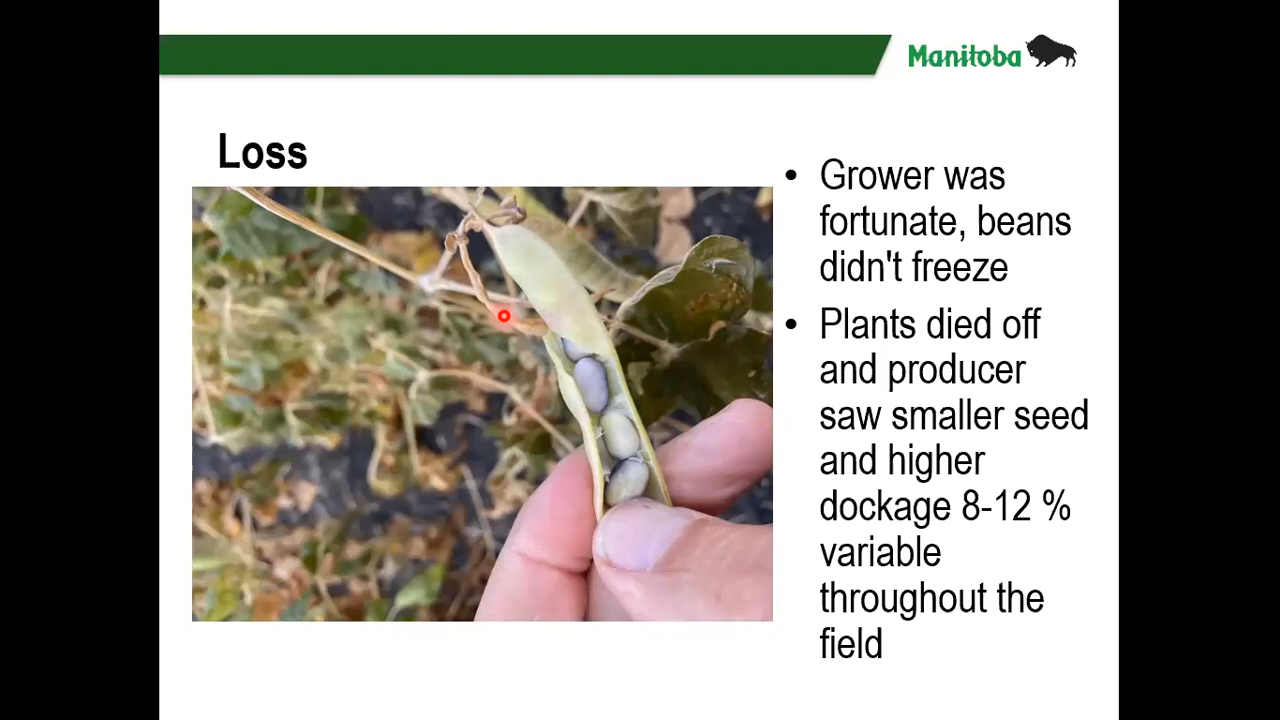 Manitoba
Loss
• Grower was
fortunate, beans
didn't freeze
• Plants died off
and producer
saw smaller seed
and higher
dockage 8-12 %
variable
throughout the
field